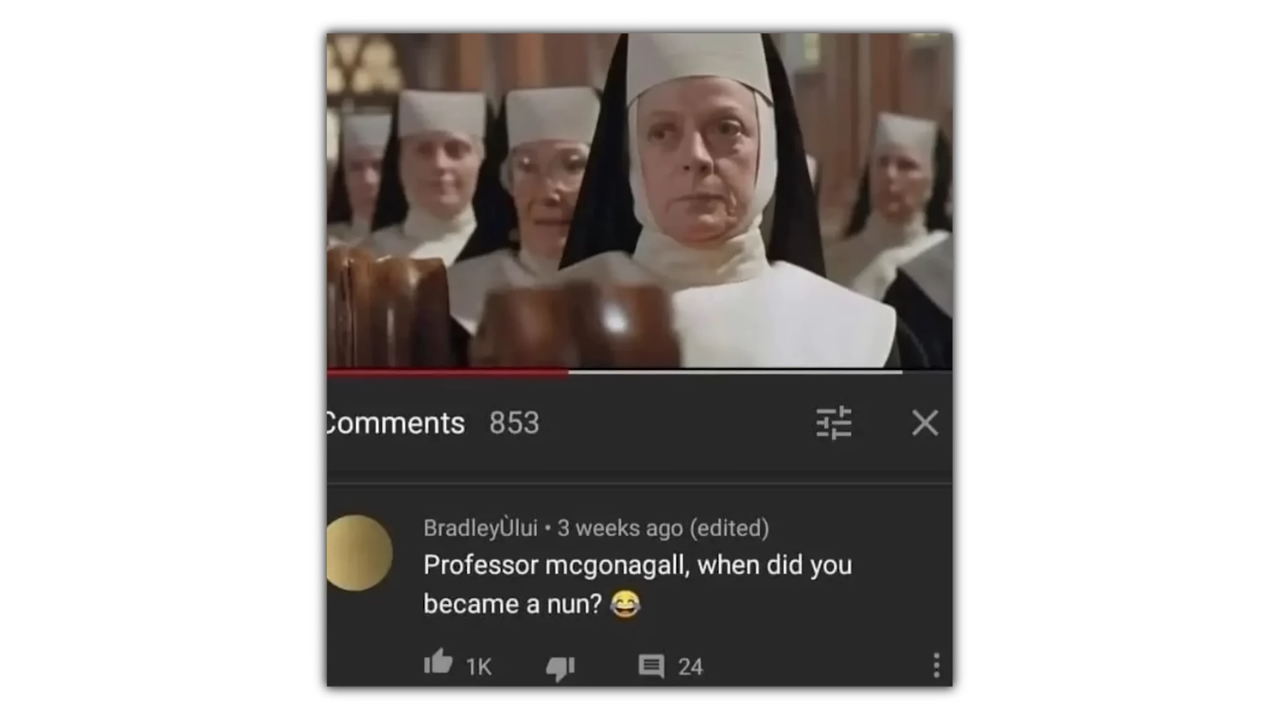 Comments 853
BradleyÙlui • 3 weeks ago (edited)
Professor mcgonagall, when did you
became a nun? 😂
1K 24